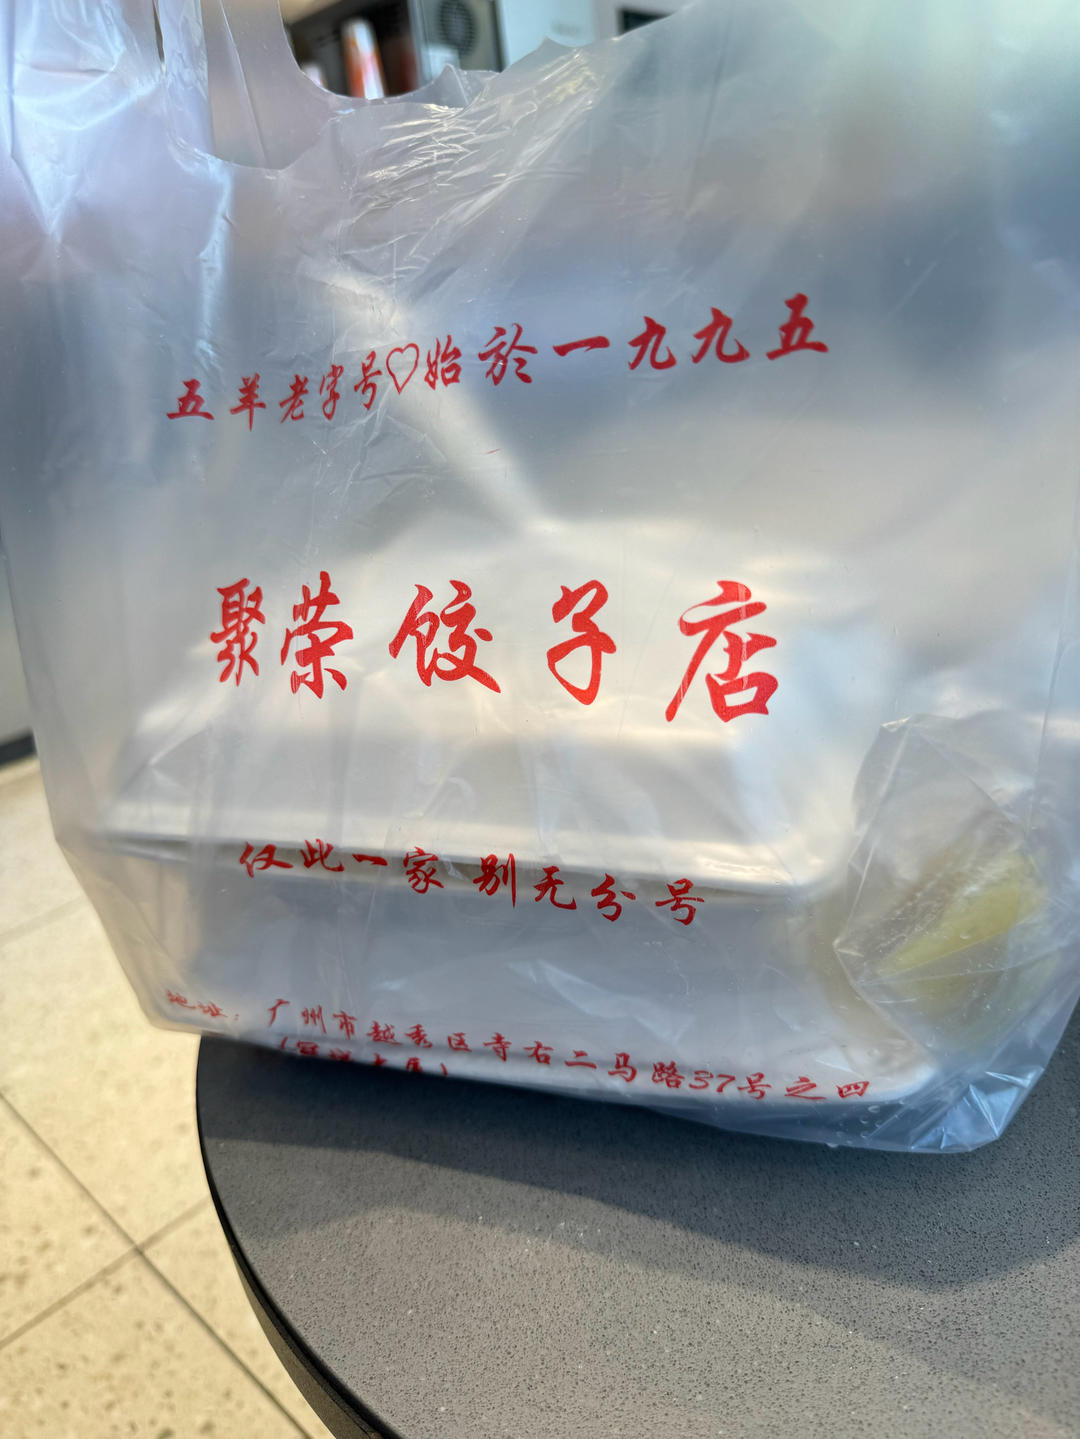 五羊老字号♡始於一九九五
聚荣饺子店
仅此一家 别无分号
地址：广州市越秀区寺右二马路37号之四